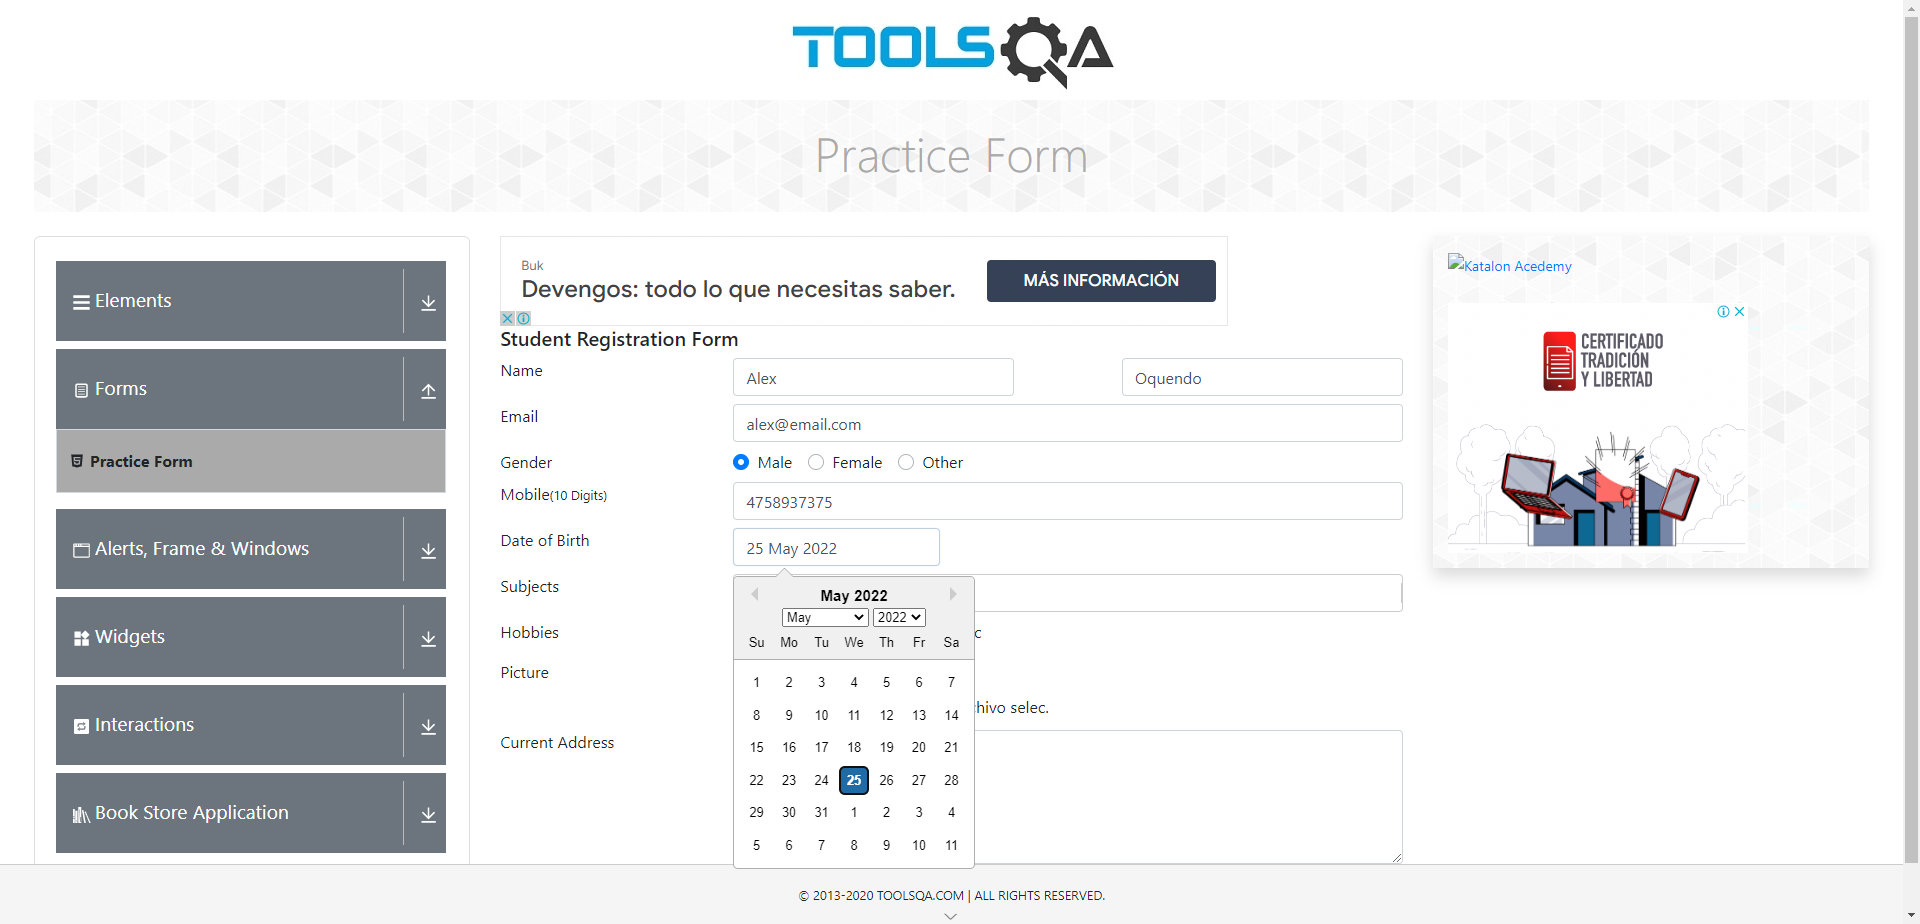 TOOLSQA
Practice Form
Elements
Forms
Practice Form
Alerts, Frame & Windows
Widgets
Interactions
Book Store Application
Buk
Devengos: todo lo que necesitas saber.
MÁS INFORMACIÓN
Student Registration Form
Name
Alex
Oquendo
Email
alex@email.com
Gender
Male
Female
Other
Mobile(10 Digits)
4758937375
Date of Birth
25 May 2022
Subjects
Hobbies
c
Picture
hivo selec.
Current Address
May 2022
May
2022
Su Mo Tu We Th Fr Sa
1 2 3 4 5 6 7
8 9 10 11 12 13 14
15 16 17 18 19 20 21
22 23 24 25 26 27 28
29 30 31 1 2 3 4
5 6 7 8 9 10 11
Katalon Acedemy
CERTIFICADO
TRADICIÓN
Y LIBERTAD
© 2013-2020 TOOLSQA.COM | ALL RIGHTS RESERVED.